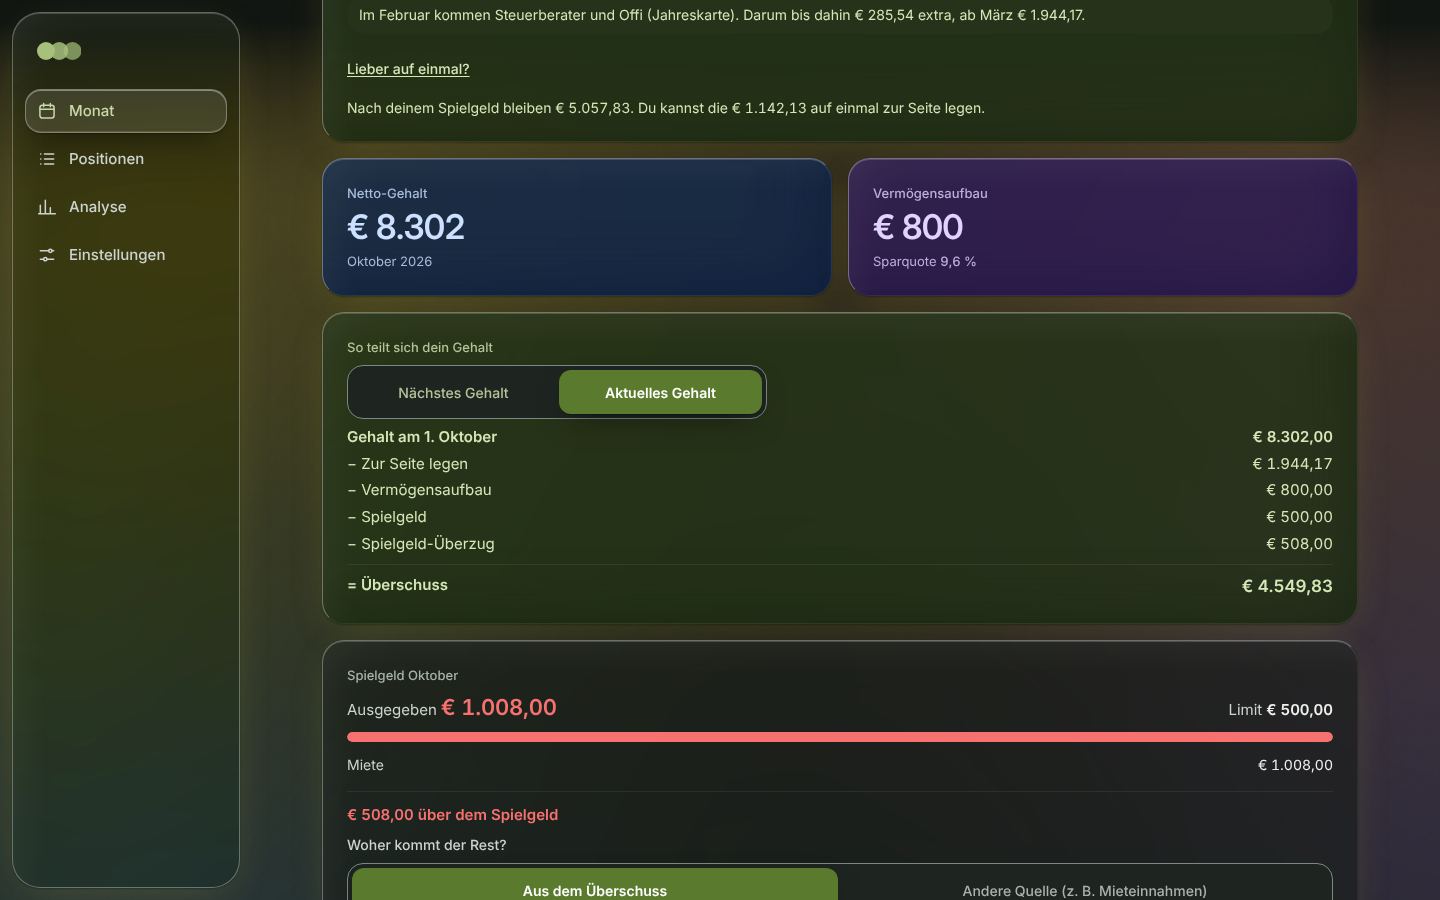 Im Februar kommen Steuerberater und Offi (Jahreskarte). Darum bis dahin € 285,54 extra, ab März € 1.944,17.
Lieber auf einmal?
Nach deinem Spielgeld bleiben € 5.057,83. Du kannst die € 1.142,13 auf einmal zur Seite legen.
Monat
Positionen
Analyse
Einstellungen
Netto-Gehalt
€ 8.302
Oktober 2026
Vermögensaufbau
€ 800
Sparquote 9,6 %
So teilt sich dein Gehalt
Nächstes Gehalt
Aktuelles Gehalt
Gehalt am 1. Oktober € 8.302,00
− Zur Seite legen € 1.944,17
− Vermögensaufbau € 800,00
− Spielgeld € 500,00
− Spielgeld-Überzug € 508,00
= Überschuss € 4.549,83
Spielgeld Oktober
Ausgegeben € 1.008,00 Limit € 500,00
Miete € 1.008,00
€ 508,00 über dem Spielgeld
Woher kommt der Rest?
Aus dem Überschuss
Andere Quelle (z. B. Mieteinnahmen)